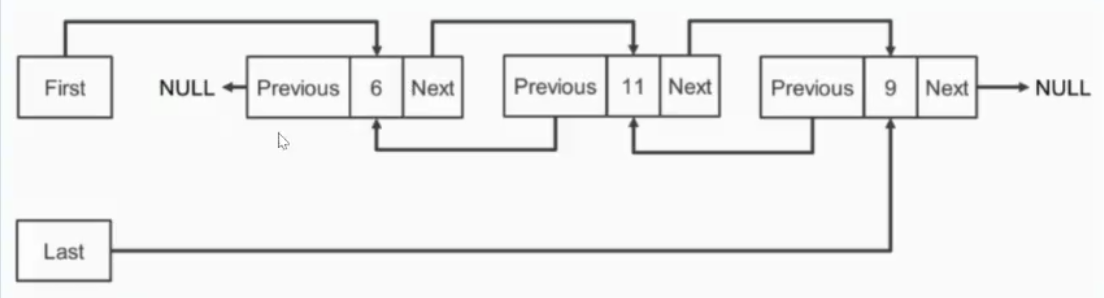 First
NULL Previous 6 Next
Previous 11 Next
Previous 9 Next NULL
Last